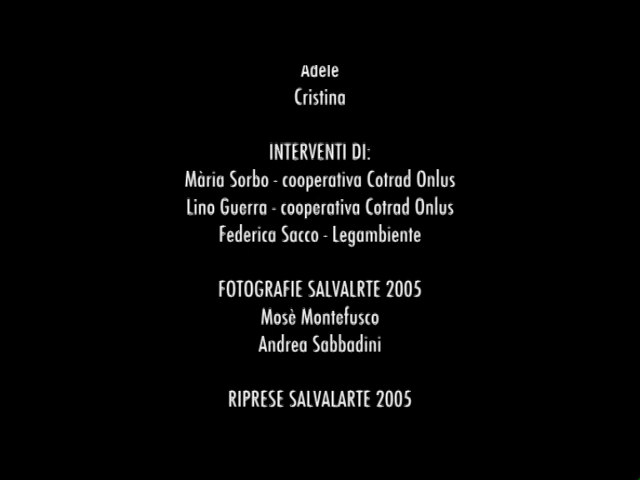 Adele
Cristina
INTERVENTI DI:
Mària Sorbo - cooperativa Cotrad Onlus
Lino Guerra - cooperativa Cotrad Onlus
Federica Sacco - Legambiente
FOTOGRAFIE SALVALRTE 2005
Mosè Montefusco
Andrea Sabbadini
RIPRESE SALVALARTE 2005